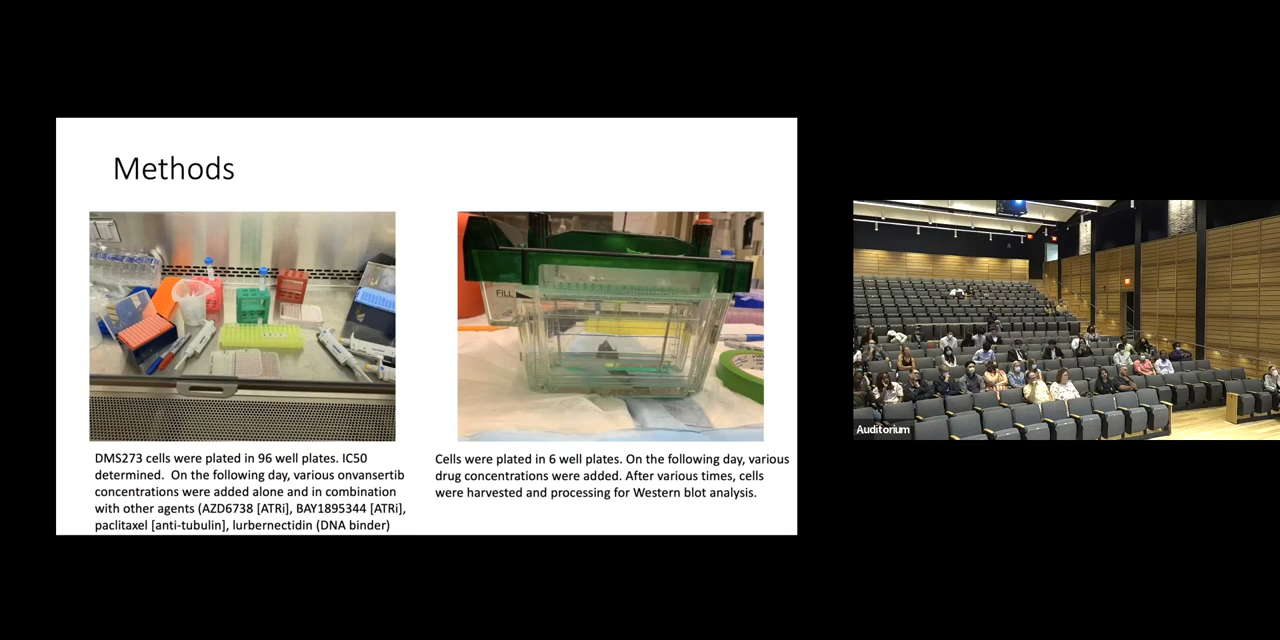 Methods
FILL
DMS273 cells were plated in 96 well plates. IC50
determined.  On the following day, various onvansertib
concentrations were added alone and in combination
with other agents (AZD6738 [ATRi], BAY1895344 [ATRi],
paclitaxel [anti-tubulin], lurbernectidin (DNA binder)
Cells were plated in 6 well plates. On the following day, various
drug concentrations were added. After various times, cells
were harvested and processing for Western blot analysis.
Auditorium